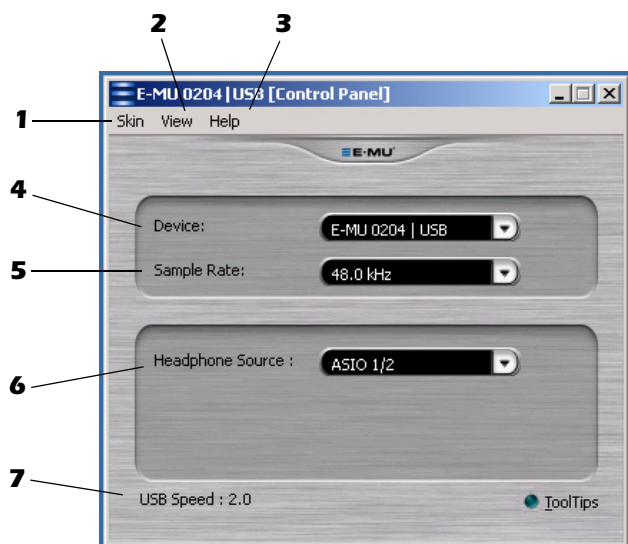 2 3
E-MU 0204 | USB [Control Panel]
1 Skin View Help
E-MU
4
Device: E-MU 0204 | USB
5 Sample Rate: 48.0 kHz
Headphone Source : ASIO 1/2
6
7
USB Speed : 2.0 ToolTips